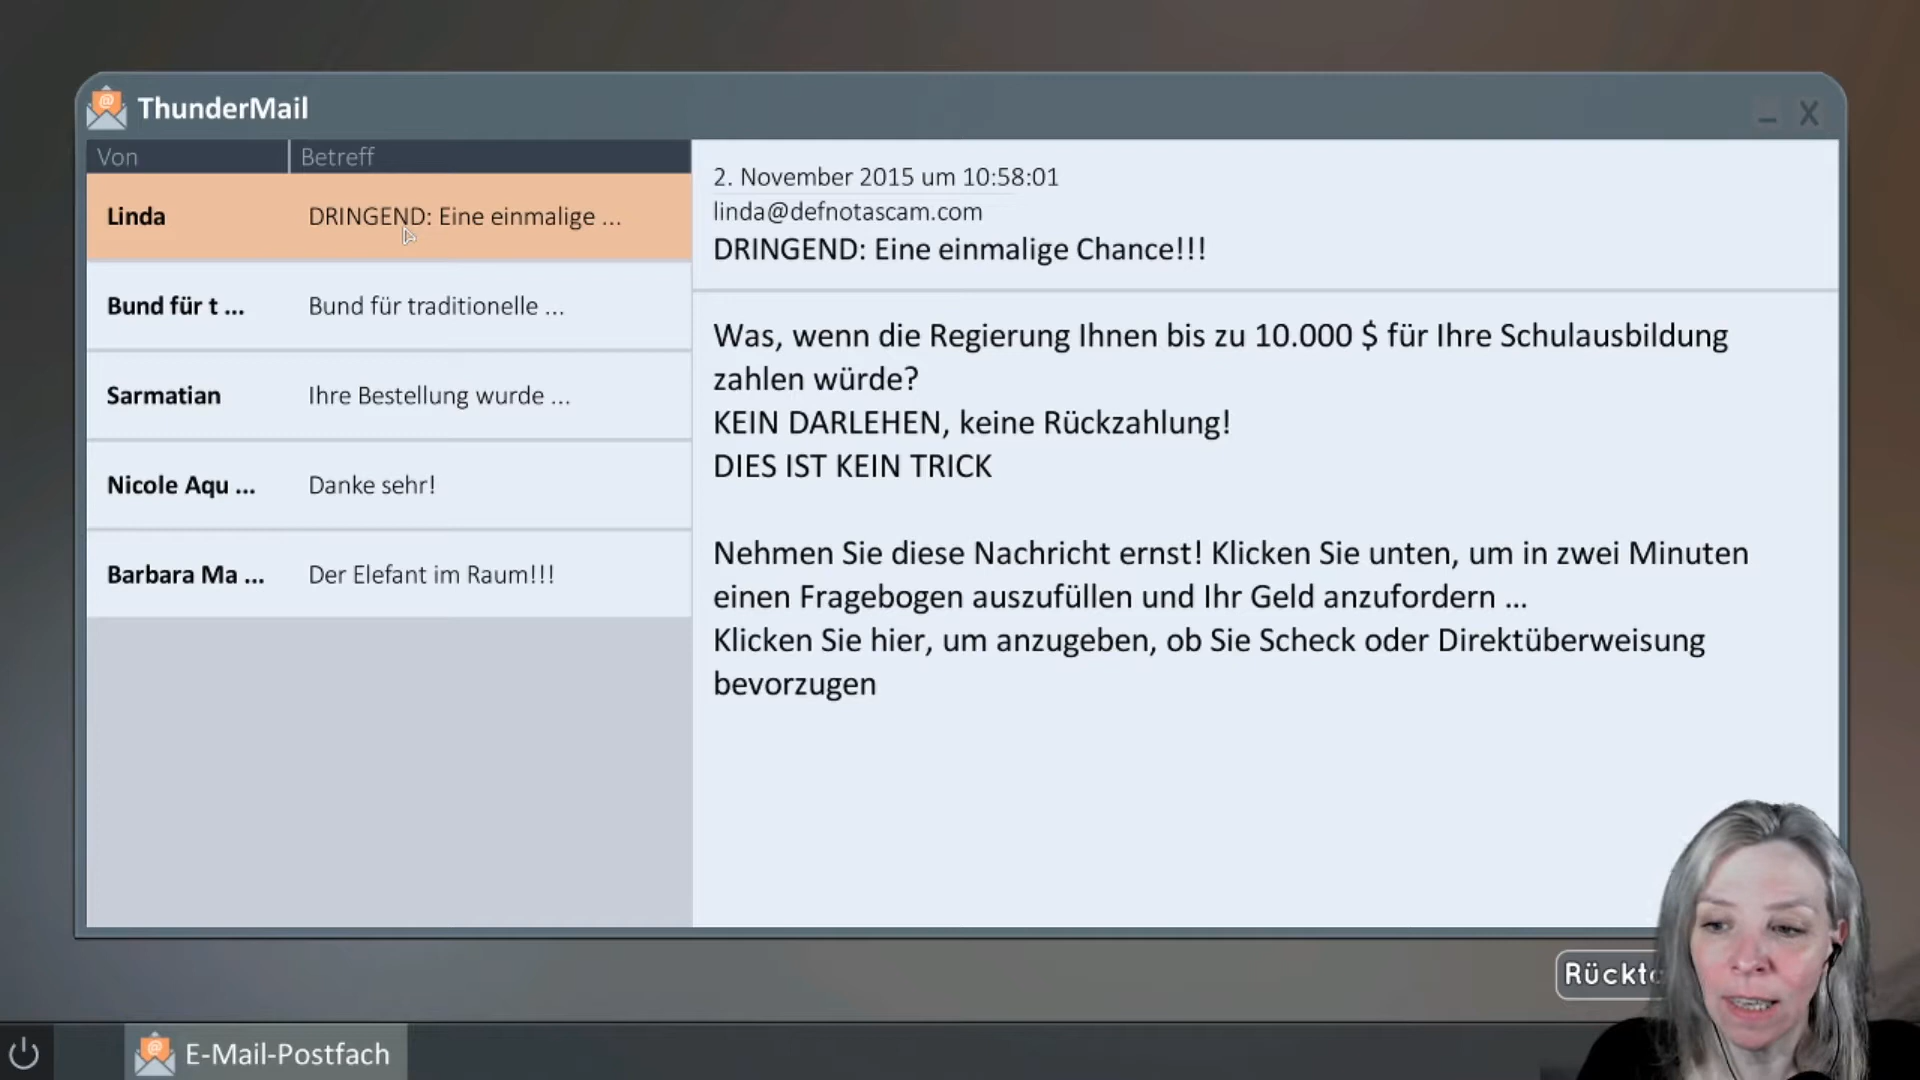 ThunderMail
Von Betreff
Linda DRINGEND: Eine einmalige ...
Bund für t ... Bund für traditionelle ...
Sarmatian Ihre Bestellung wurde ...
Nicole Aqu ... Danke sehr!
Barbara Ma ... Der Elefant im Raum!!!
2. November 2015 um 10:58:01
linda@defnotascam.com
DRINGEND: Eine einmalige Chance!!!
Was, wenn die Regierung Ihnen bis zu 10.000 $ für Ihre Schulausbildung
zahlen würde?
KEIN DARLEHEN, keine Rückzahlung!
DIES IST KEIN TRICK
Nehmen Sie diese Nachricht ernst! Klicken Sie unten, um in zwei Minuten
einen Fragebogen auszufüllen und Ihr Geld anzufordern ...
Klicken Sie hier, um anzugeben, ob Sie Scheck oder Direktüberweisung
bevorzugen
E-Mail-Postfach